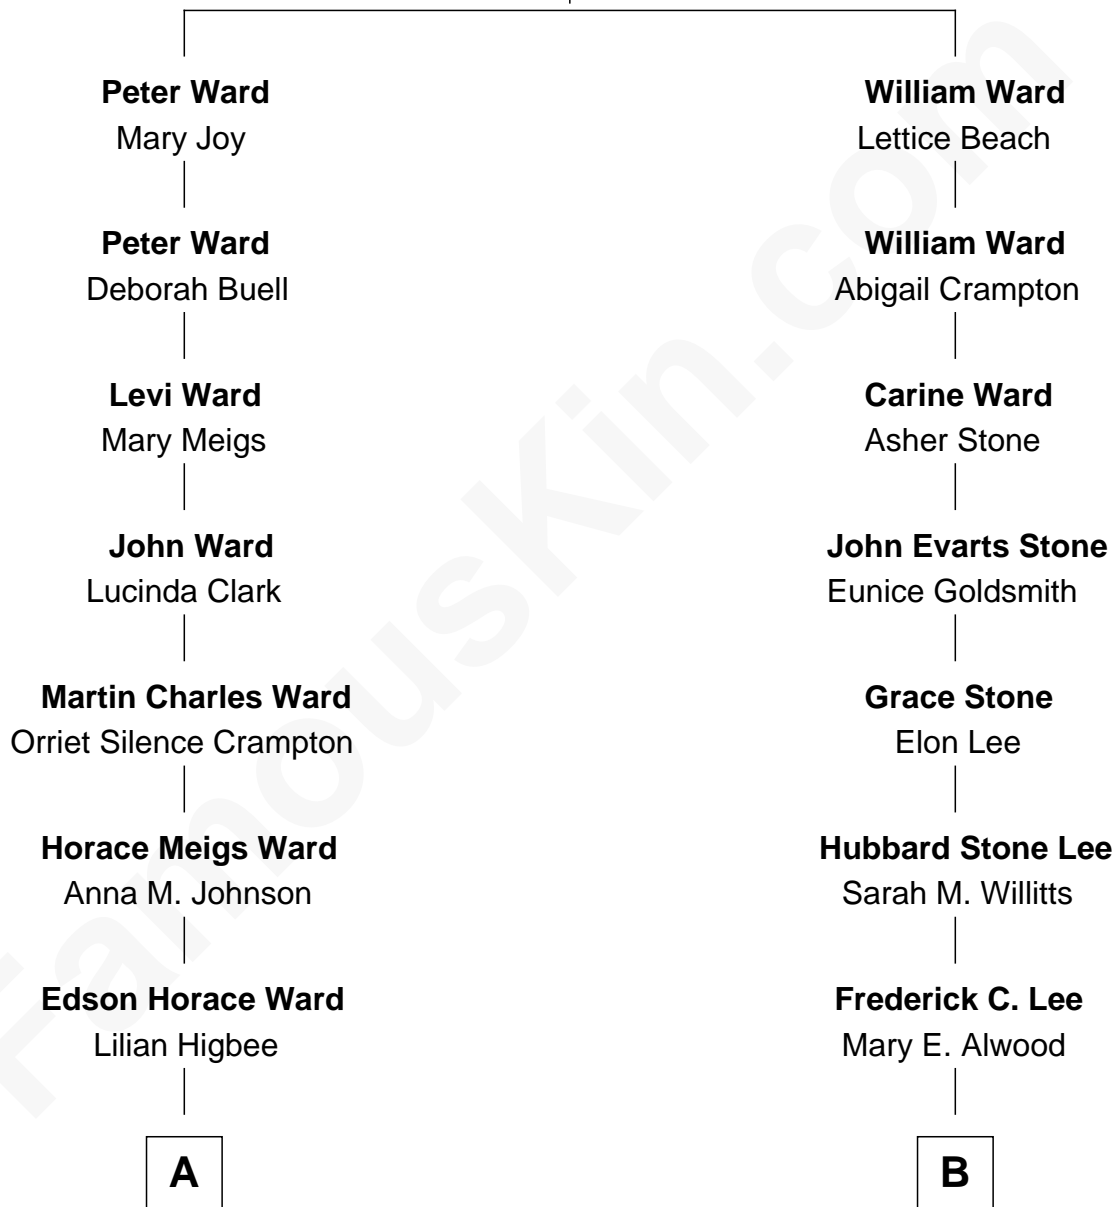 Peter Ward
Mary Joy
Peter Ward
Deborah Buell
Levi Ward
Mary Meigs
John Ward
Lucinda Clark
Martin Charles Ward
Orriet Silence Crampton
Horace Meigs Ward
Anna M. Johnson
Edson Horace Ward
Lilian Higbee
A
William Ward
Lettice Beach
William Ward
Abigail Crampton
Carine Ward
Asher Stone
John Evarts Stone
Eunice Goldsmith
Grace Stone
Elon Lee
Hubbard Stone Lee
Sarah M. Willitts
Frederick C. Lee
Mary E. Alwood
B
FamousKin.com